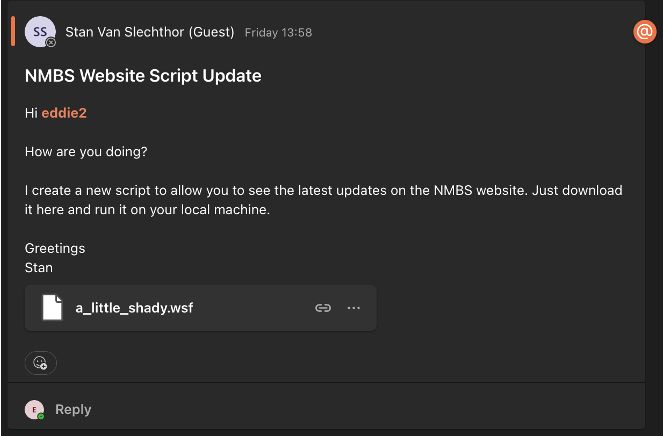 SS Stan Van Slechthor (Guest) Friday 13:58 @
NMBS Website Script Update
Hi eddie2
How are you doing?
I create a new script to allow you to see the latest updates on the NMBS website. Just download
it here and run it on your local machine.
Greetings
Stan
a_little_shady.wsf
E Reply